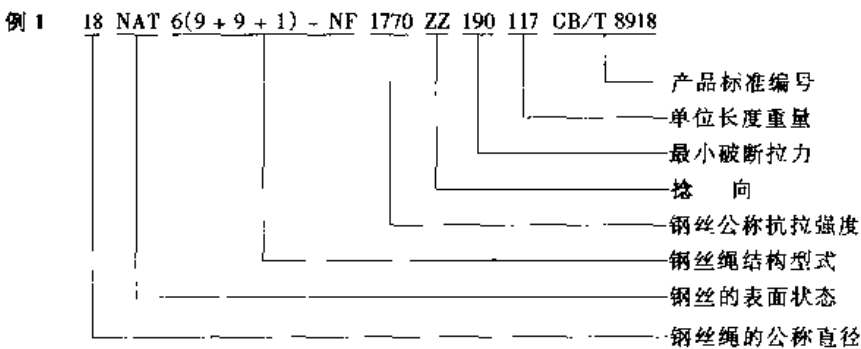 例1 18 NAT 6(9 + 9 + 1) - NF 1770 ZZ 190 117 GB/T 8918
产品标准编号
单位长度重量
最小破断拉力
捻 向
钢丝公称抗拉强度
钢丝绳结构型式
钢丝的表面状态
钢丝绳的公称直径